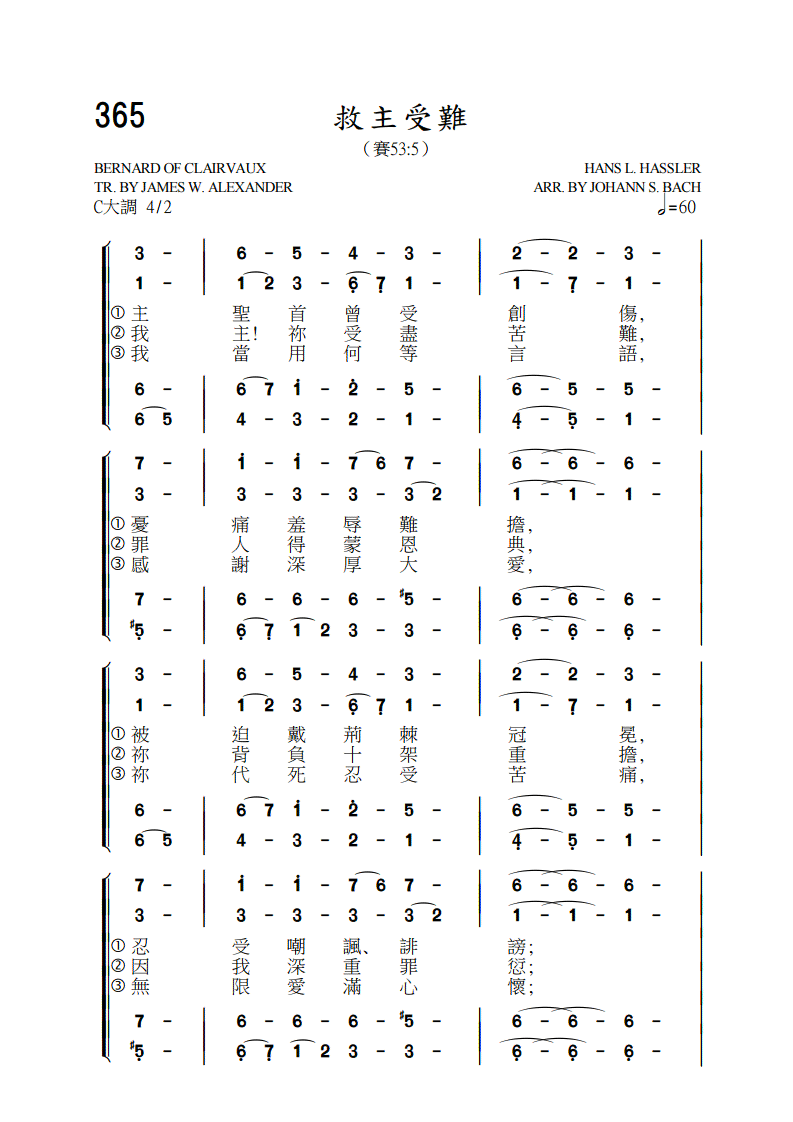 365
救主受難
（賽53:5）
BERNARD OF CLAIRVAUX
HANS L. HASSLER
TR. BY JAMES W. ALEXANDER
ARR. BY JOHANN S. BACH
C大調 4/2
𝅗𝅥=60
3 - | 6 - 5 - 4 - 3 - | 2 - 2 - 3 - |
1 - | 1 2 3 - 6̣ 7̣ 1 - | 1 - 7̣ - 1 - |
①主 聖 首 曾 受 創 傷,
②我 主! 祢 受 盡 苦 難,
③我 當 用 何 等 言 語,
6 - | 6 7 1̇ - 2̇ - 5 - | 6 - 5 - 5 - |
6 5 | 4 - 3 - 2 - 1 - | 4̣ - 5̣ - 1 - |
7 - | 1̇ - 1̇ - 7 6 7 - | 6 - 6 - 6 - |
3 - | 3 - 3 - 3 - 3 2 | 1 - 1 - 1 - |
①憂 痛 羞 辱 難 擔,
②罪 人 得 蒙 恩 典,
③感 謝 深 厚 大 愛,
7 - | 6 - 6 - 6 - ♯5 - | 6 - 6 - 6 - |
♯5̣ - | 6̣ 7̣ 1 2 3 - 3 - | 6̣ - 6̣ - 6̣ - |
3 - | 6 - 5 - 4 - 3 - | 2 - 2 - 3 - |
1 - | 1 2 3 - 6̣ 7̣ 1 - | 1 - 7̣ - 1 - |
①被 迫 戴 荊 棘 冠 冕,
②祢 背 負 十 架 重 擔,
③祢 代 死 忍 受 苦 痛,
6 - | 6 7 1̇ - 2̇ - 5 - | 6 - 5 - 5 - |
6 5 | 4 - 3 - 2 - 1 - | 4̣ - 5̣ - 1 - |
7 - | 1̇ - 1̇ - 7 6 7 - | 6 - 6 - 6 - |
3 - | 3 - 3 - 3 - 3 2 | 1 - 1 - 1 - |
①忍 受 嘲 諷、 誹 謗;
②因 我 深 重 罪 愆;
③無 限 愛 滿 心 懷;
7 - | 6 - 6 - 6 - ♯5 - | 6 - 6 - 6 - |
♯5̣ - | 6̣ 7̣ 1 2 3 - 3 - | 6̣ - 6̣ - 6̣ - |